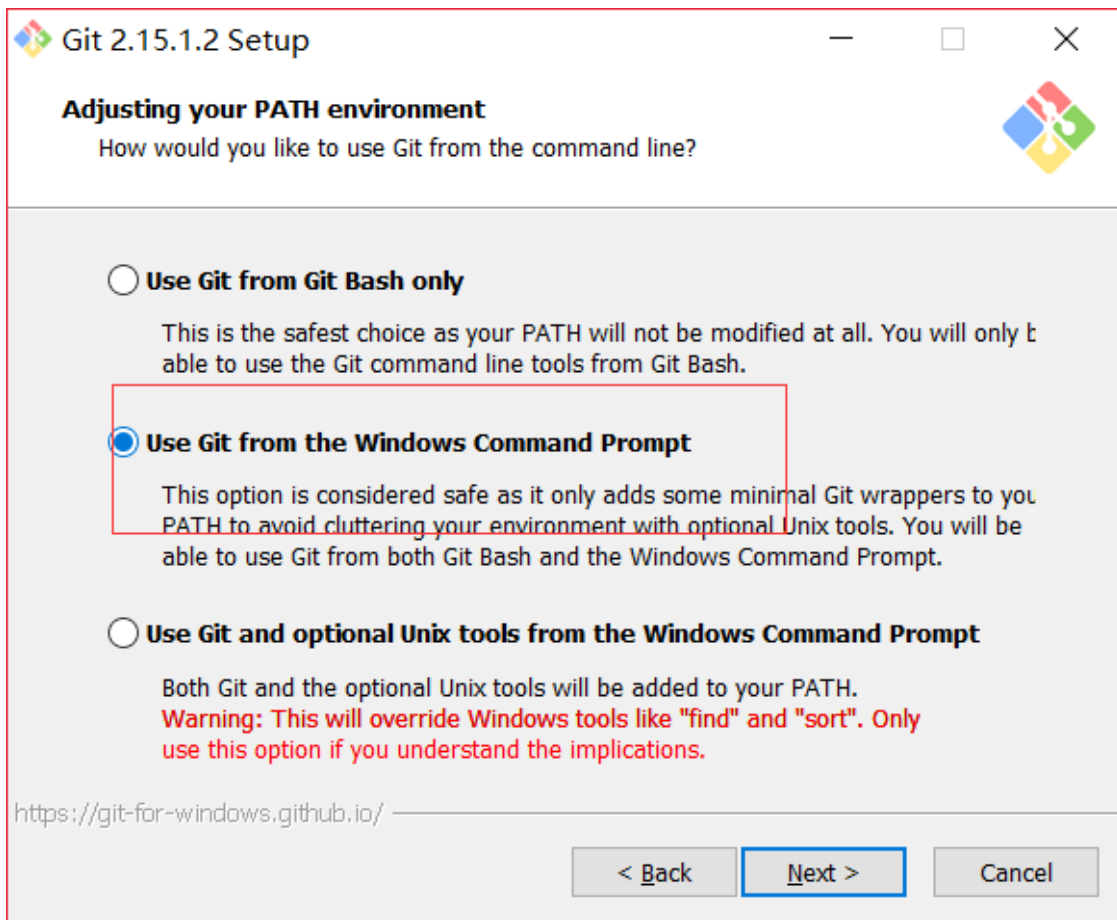 Git 2.15.1.2 Setup
Adjusting your PATH environment
How would you like to use Git from the command line?
Use Git from Git Bash only
This is the safest choice as your PATH will not be modified at all. You will only b
able to use the Git command line tools from Git Bash.
Use Git from the Windows Command Prompt
This option is considered safe as it only adds some minimal Git wrappers to you
PATH to avoid cluttering your environment with optional Unix tools. You will be
able to use Git from both Git Bash and the Windows Command Prompt.
Use Git and optional Unix tools from the Windows Command Prompt
Both Git and the optional Unix tools will be added to your PATH.
Warning: This will override Windows tools like "find" and "sort". Only
use this option if you understand the implications.
https://git-for-windows.github.io/
< Back
Next >
Cancel